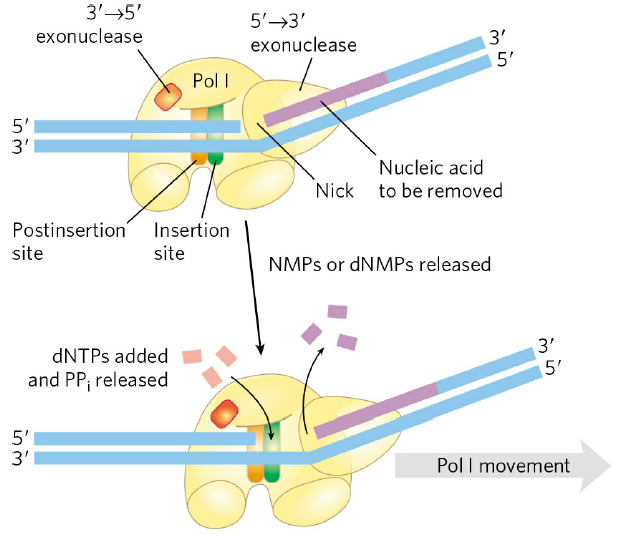 3′→5′
exonuclease
5′→3′
exonuclease
Pol I
3′
5′
5′
3′
Nucleic acid
to be removed
Nick
Postinsertion
site
Insertion
site
NMPs or dNMPs released
dNTPs added
and PPi released
3′
5′
5′
3′
Pol I movement